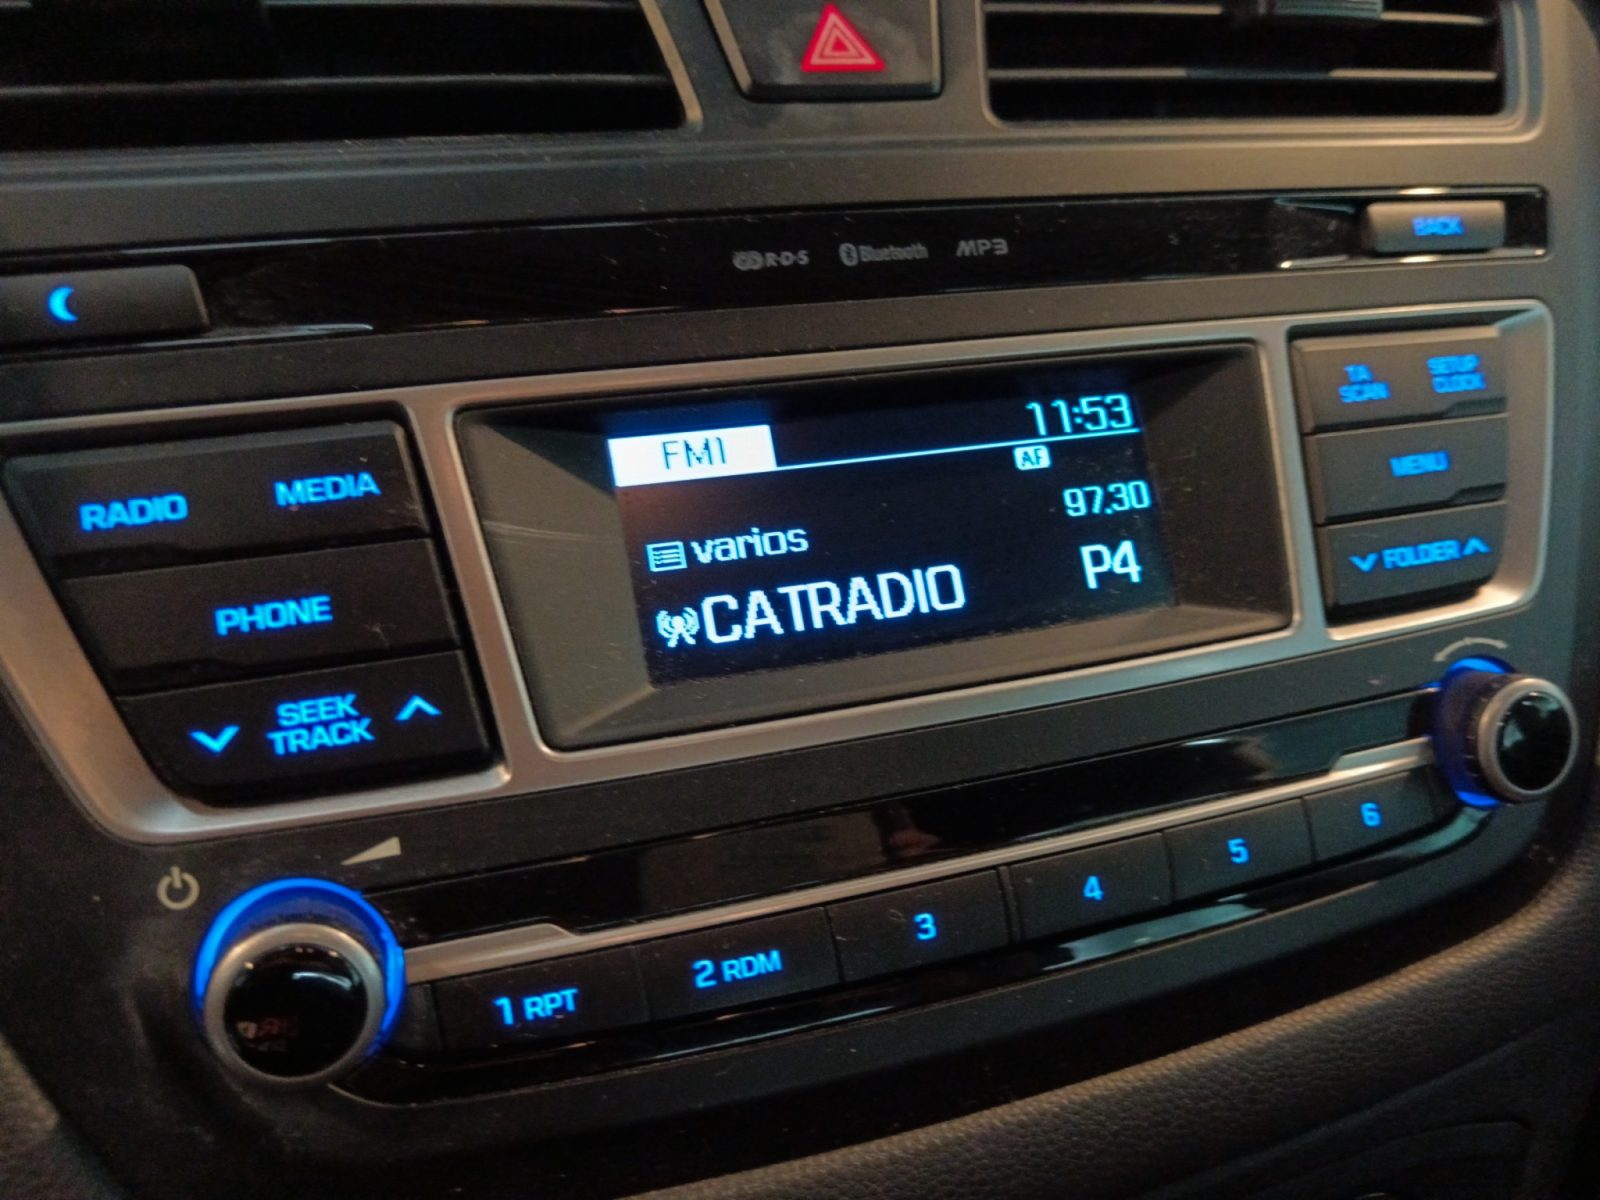 R·D·S Bluetooth MP3
BACK
FM1 11:53
AF
97.30
varios
CATRADIO P4
RADIO MEDIA
PHONE
SEEK
TRACK
TA
SCAN
SETUP
CLOCK
MENU
FOLDER
1 RPT 2 RDM 3 4 5 6